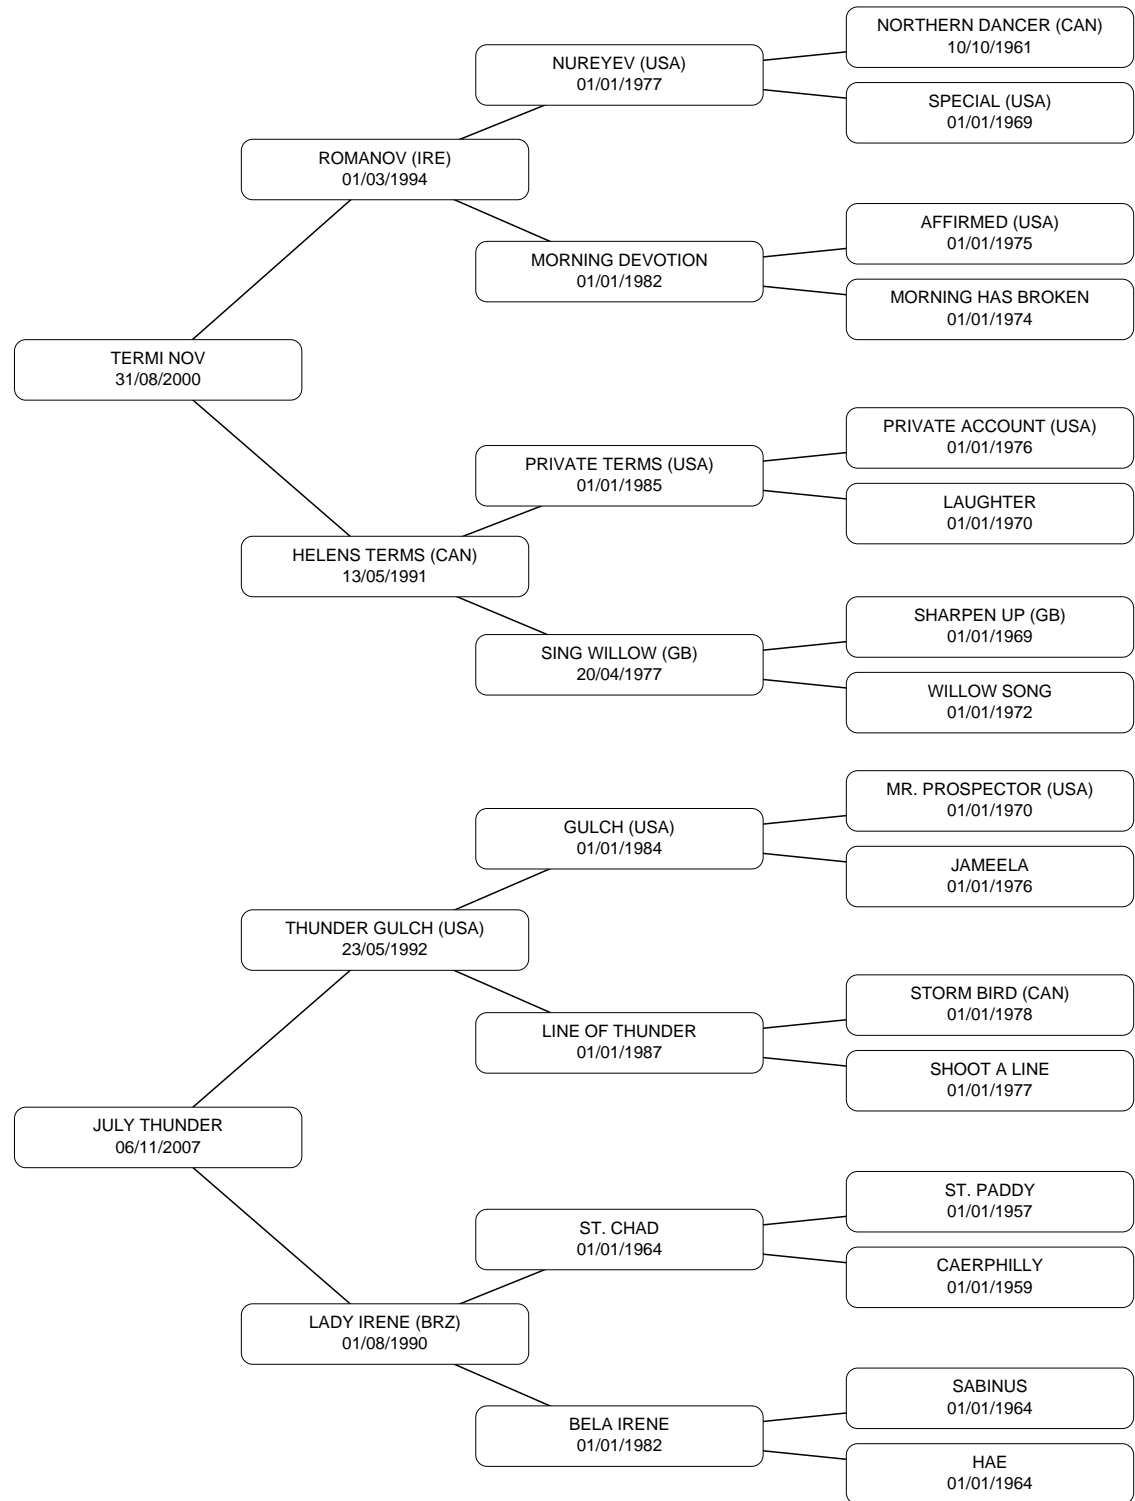 NORTHERN DANCER (CAN)
10/10/1961
NUREYEV (USA)
01/01/1977
SPECIAL (USA)
01/01/1969
ROMANOV (IRE)
01/03/1994
AFFIRMED (USA)
01/01/1975
MORNING DEVOTION
01/01/1982
MORNING HAS BROKEN
01/01/1974
TERMI NOV
31/08/2000
PRIVATE ACCOUNT (USA)
01/01/1976
PRIVATE TERMS (USA)
01/01/1985
LAUGHTER
01/01/1970
HELENS TERMS (CAN)
13/05/1991
SHARPEN UP (GB)
01/01/1969
SING WILLOW (GB)
20/04/1977
WILLOW SONG
01/01/1972
MR. PROSPECTOR (USA)
01/01/1970
GULCH (USA)
01/01/1984
JAMEELA
01/01/1976
THUNDER GULCH (USA)
23/05/1992
STORM BIRD (CAN)
01/01/1978
LINE OF THUNDER
01/01/1987
SHOOT A LINE
01/01/1977
JULY THUNDER
06/11/2007
ST. PADDY
01/01/1957
ST. CHAD
01/01/1964
CAERPHILLY
01/01/1959
LADY IRENE (BRZ)
01/08/1990
SABINUS
01/01/1964
BELA IRENE
01/01/1982
HAE
01/01/1964